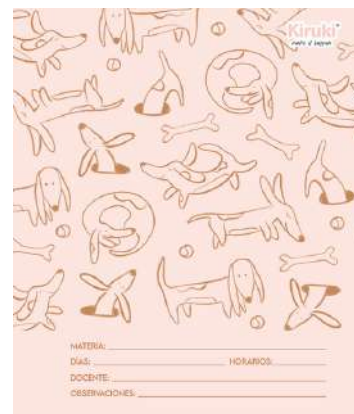 Kiruki
MATERIA:
DÍAS: HORARIOS:
DOCENTE:
OBSERVACIONES: